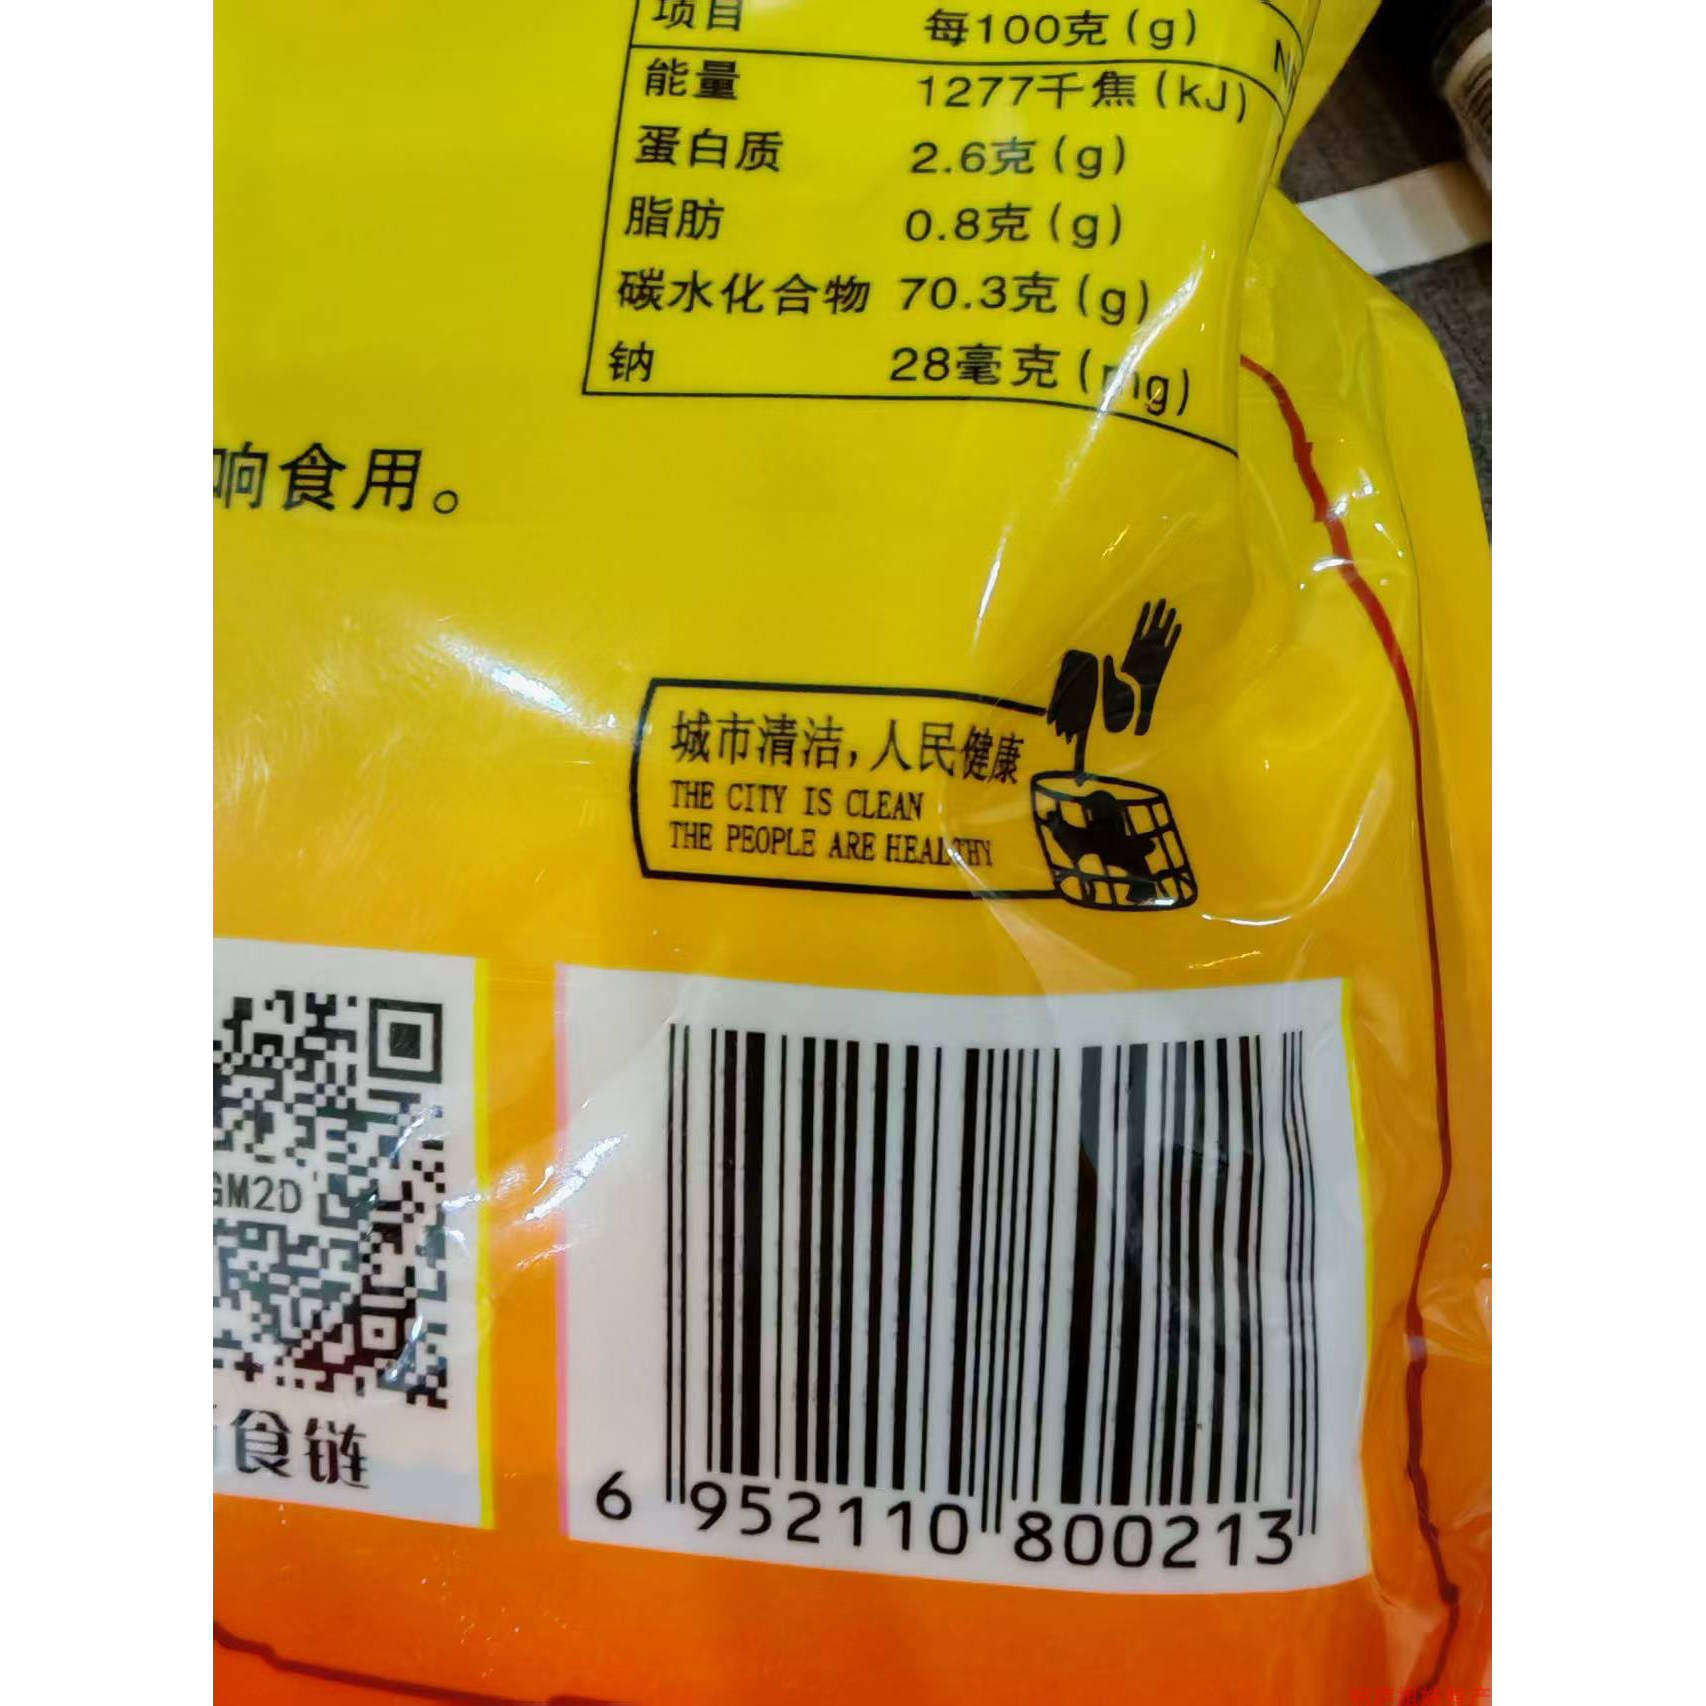 项目 每100克(g)
能量 1277千焦(kJ)
蛋白质 2.6克(g)
脂肪 0.8克(g)
碳水化合物 70.3克(g)
钠 28毫克(mg)
响食用。
城市清洁,人民健康
THE CITY IS CLEAN
THE PEOPLE ARE HEALTHY
GM2D
食链
6 952110 800213